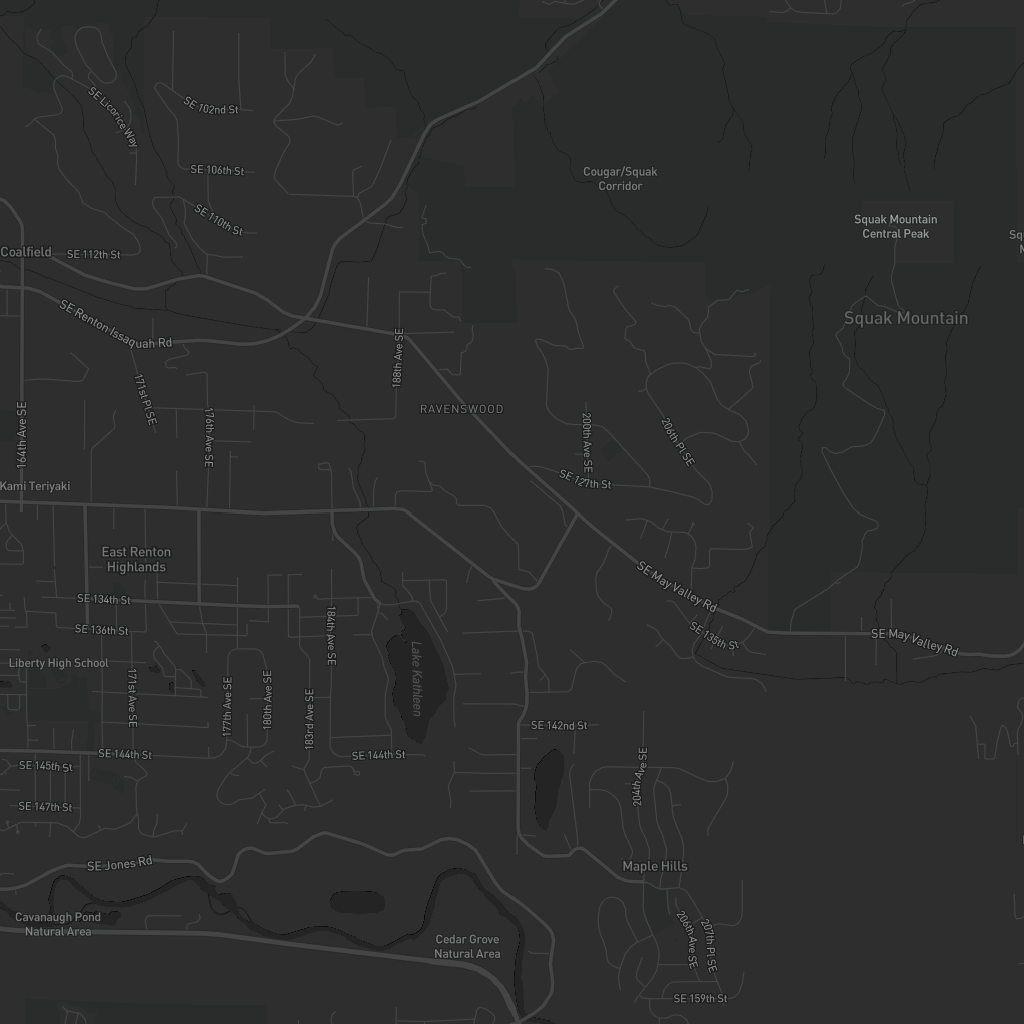 SE Licorice Way
SE 102nd St
SE 106th St
Cougar/Squak
Corridor
SE 110th St
Squak Mountain
Central Peak
Coalfield
SE 112th St
SE Renton Issaquah Rd
Squak Mountain
188th Ave SE
171st Pl SE
RAVENSWOOD
164th Ave SE
176th Ave SE
200th Ave SE
206th Pl SE
SE 127th St
Kami Teriyaki
East Renton
Highlands
SE May Valley Rd
SE 134th St
SE 136th St
184th Ave SE
SE 135th St
SE May Valley Rd
Liberty High School
Lake Kathleen
171st Ave SE
177th Ave SE
180th Ave SE
183rd Ave SE
SE 142nd St
SE 144th St
SE 144th St
SE 145th St
204th Ave SE
SE 147th St
SE Jones Rd
Maple Hills
Cavanaugh Pond
Natural Area
Cedar Grove
Natural Area
206th Ave SE
207th Pl SE
SE 159th St